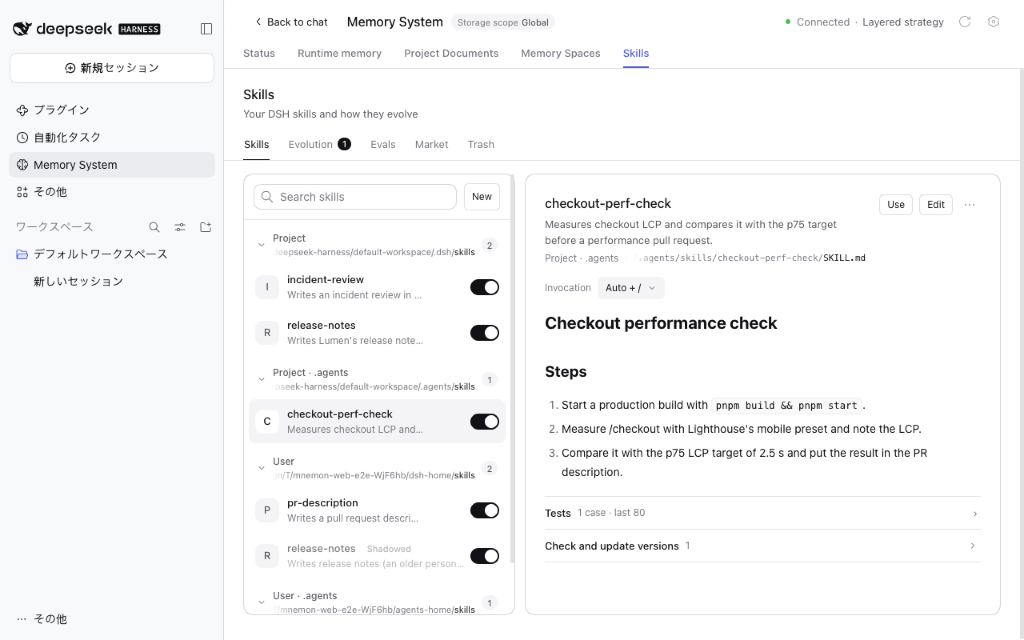 deepseek HARNESS
新規セッション
プラグイン
自動化タスク
Memory System
その他
ワークスペース
デフォルトワークスペース
新しいセッション
その他
Back to chat
Memory System
Storage scope Global
Connected · Layered strategy
Status
Runtime memory
Project Documents
Memory Spaces
Skills
Skills
Your DSH skills and how they evolve
Skills
Evolution 1
Evals
Market
Trash
Search skills
New
Project
deepseek-harness/default-workspace/.dsh/skills
2
I
incident-review
Writes an incident review in ...
R
release-notes
Writes Lumen's release note...
Project · .agents
pseek-harness/default-workspace/.agents/skills
1
C
checkout-perf-check
Measures checkout LCP and...
User
/T/mnemon-web-e2e-WjF6hb/dsh-home/skills
2
P
pr-description
Writes a pull request descri...
R
release-notes Shadowed
Writes release notes (an older person...
User · .agents
/mnemon-web-e2e-WjF6hb/agents-home/skills
1
checkout-perf-check
Use
Edit
Measures checkout LCP and compares it with the p75 target
before a performance pull request.
Project · .agents .agents/skills/checkout-perf-check/SKILL.md
Invocation Auto + /
Checkout performance check
Steps
1. Start a production build with pnpm build && pnpm start.
2. Measure /checkout with Lighthouse's mobile preset and note the LCP.
3. Compare it with the p75 LCP target of 2.5 s and put the result in the PR
description.
Tests 1 case · last 80
Check and update versions 1